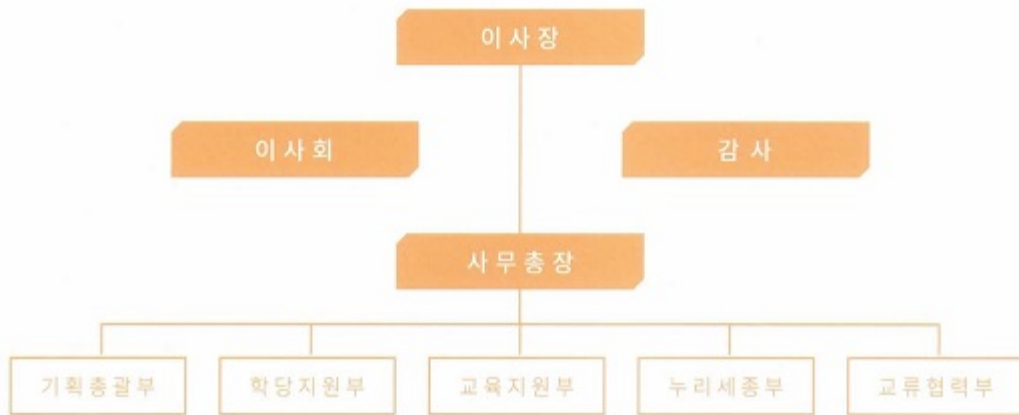 이사장
이사회
감사
사무총장
기획총괄부
학당지원부
교육지원부
누리세종부
교류협력부